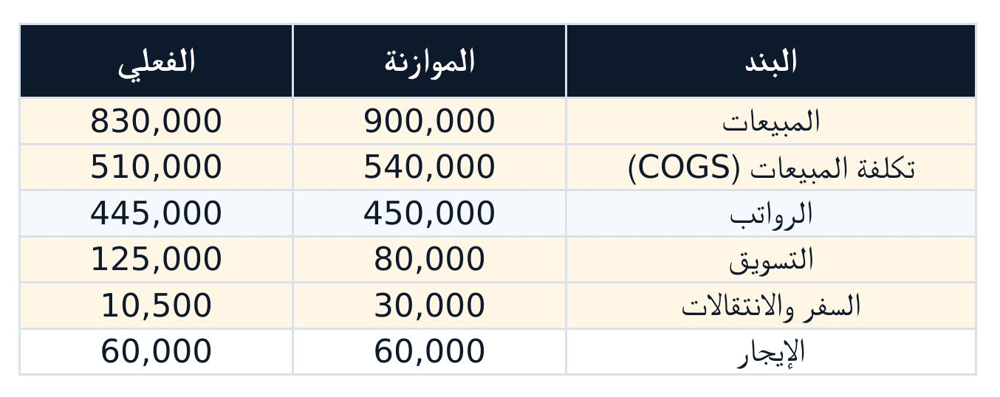 البند الموازنة الفعلي
المبيعات 900,000 830,000
تكلفة المبيعات (COGS) 540,000 510,000
الرواتب 450,000 445,000
التسويق 80,000 125,000
السفر والانتقالات 30,000 10,500
الإيجار 60,000 60,000